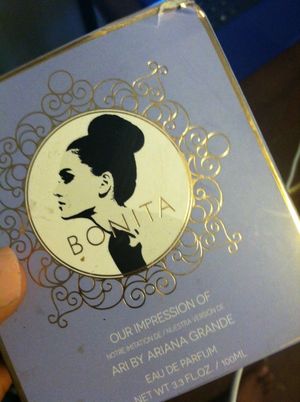 BONITA
OUR IMPRESSION OF
NOTRE IMITATION DE / NUESTRA VERSIÓN DE
ARI BY ARIANA GRANDE
EAU DE PARFUM
NET WT 3.3 FL.OZ / 100ML